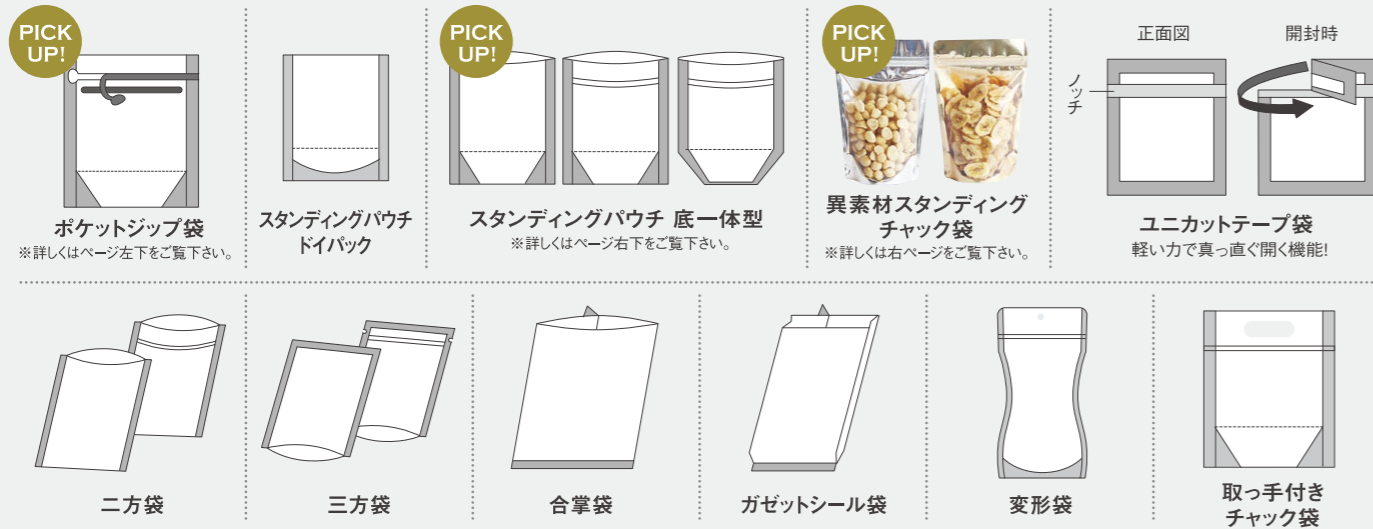 PICK
UP!
ポケットジップ袋
※詳しくはページ左下をご覧下さい。
スタンディングパウチ
ドイパック
PICK
UP!
スタンディングパウチ 底一体型
※詳しくはページ右下をご覧下さい。
PICK
UP!
異素材スタンディング
チャック袋
※詳しくは右ページをご覧下さい。
正面図
開封時
ノッチ
ユニカットテープ袋
軽い力で真っ直ぐ開く機能!
二方袋
三方袋
合掌袋
ガゼットシール袋
変形袋
取っ手付き
チャック袋